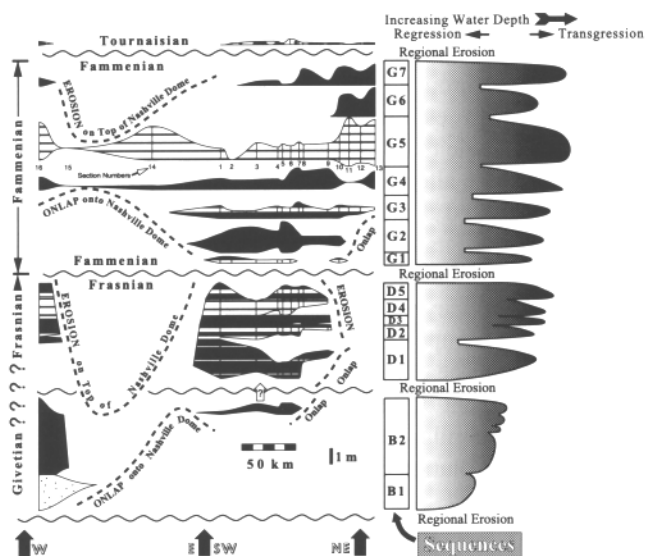 Increasing Water Depth
Regression
Transgression
Tournaisian
Regional Erosion
Fammenian
EROSION
on Top of Nashville Dome
G7
G6
G5
Fammenian
16 15 14 1 2 3 4 5 6 7 8 9 10 11 12 13
Section Numbers
G4
ONLAP onto Nashville Dome
G3
G2
Onlap
G1
Fammenian
Regional Erosion
Frasnian
Givetian ? ? ? ? ? Frasnian
EROSION
on Top of Nashville Dome
EROSION
D5
D4
D3
D2
D1
Onlap
?
Regional Erosion
ONLAP onto Nashville Dome
Onlap
B2
50 km
1 m
B1
Regional Erosion
W
E
SW
NE
Sequences